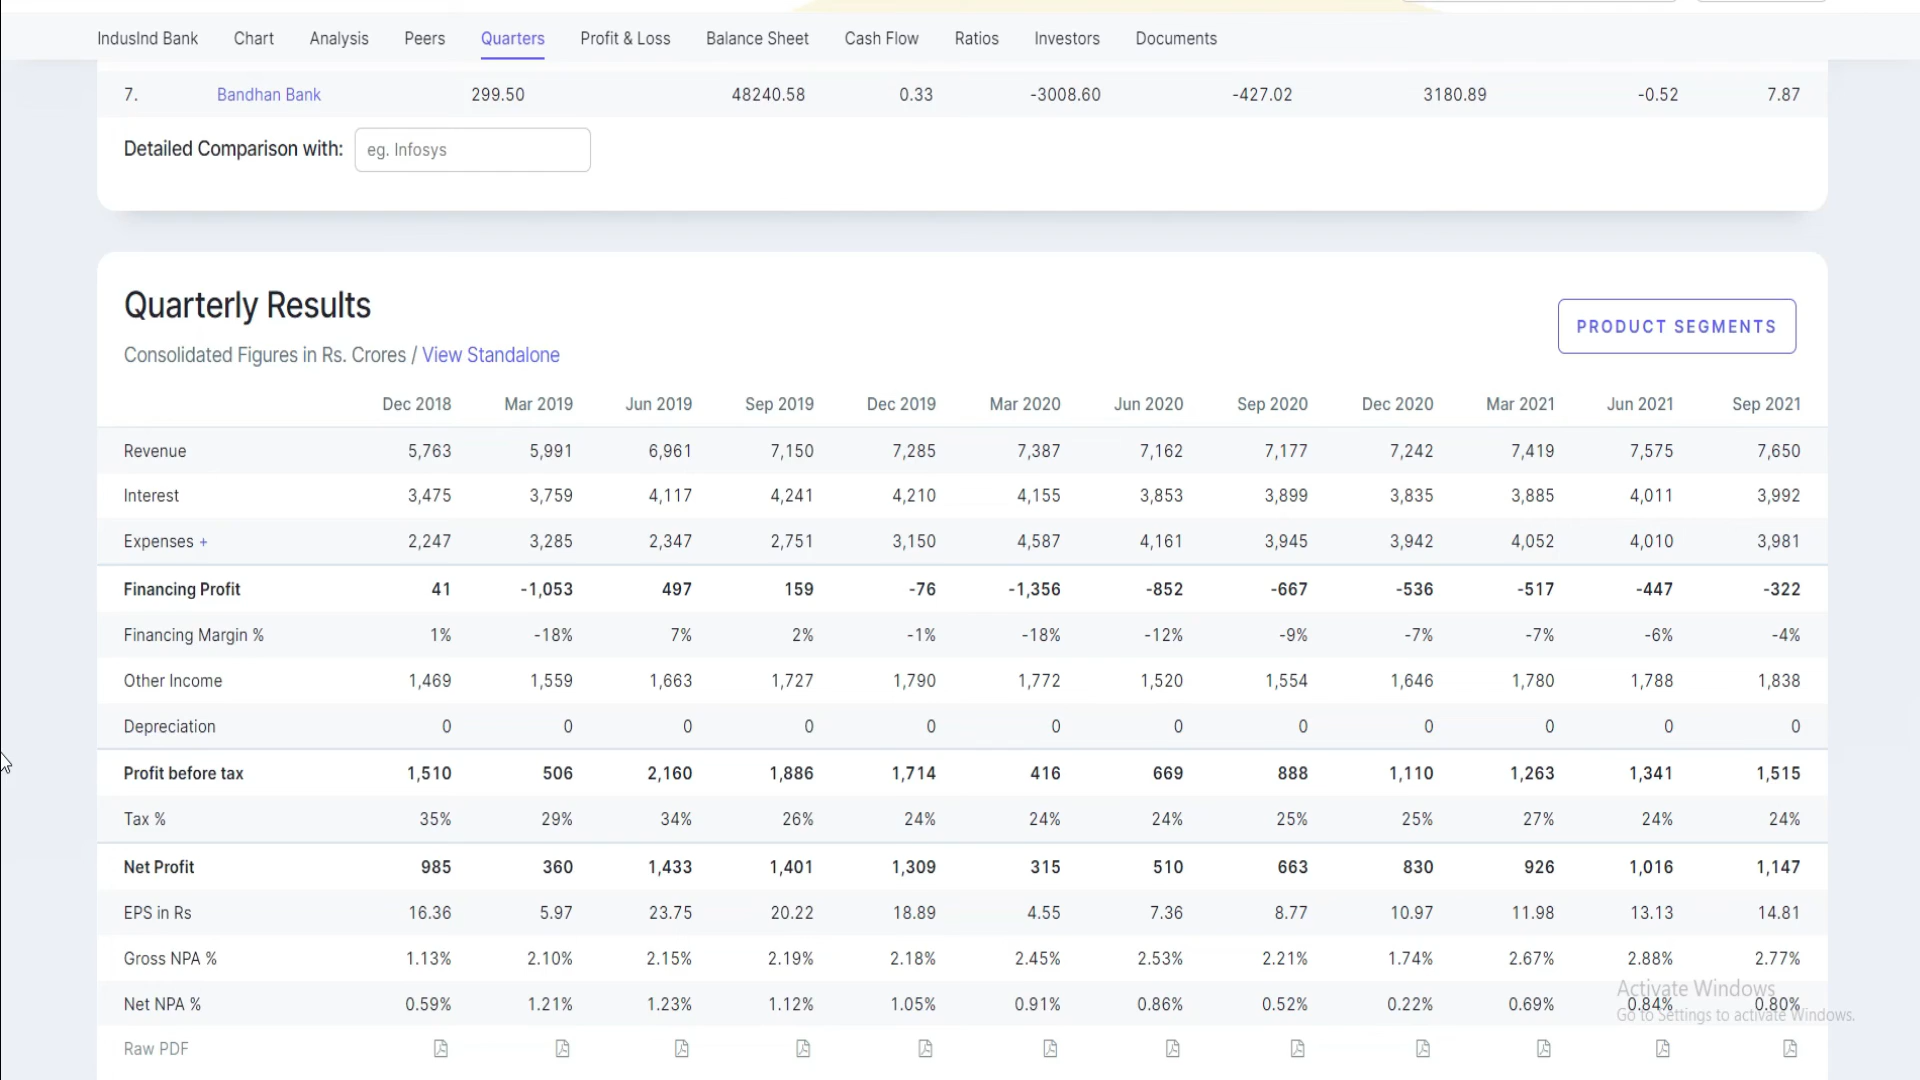 IndusInd Bank Chart Analysis Peers Quarters Profit & Loss Balance Sheet Cash Flow Ratios Investors Documents
7. Bandhan Bank 299.50 48240.58 0.33 -3008.60 -427.02 3180.89 -0.52 7.87
Detailed Comparison with: eg. Infosys
Quarterly Results
PRODUCT SEGMENTS
Consolidated Figures in Rs. Crores / View Standalone
Dec 2018 Mar 2019 Jun 2019 Sep 2019 Dec 2019 Mar 2020 Jun 2020 Sep 2020 Dec 2020 Mar 2021 Jun 2021 Sep 2021
Revenue 5,763 5,991 6,961 7,150 7,285 7,387 7,162 7,177 7,242 7,419 7,575 7,650
Interest 3,475 3,759 4,117 4,241 4,210 4,155 3,853 3,899 3,835 3,885 4,011 3,992
Expenses + 2,247 3,285 2,347 2,751 3,150 4,587 4,161 3,945 3,942 4,052 4,010 3,981
Financing Profit 41 -1,053 497 159 -76 -1,356 -852 -667 -536 -517 -447 -322
Financing Margin % 1% -18% 7% 2% -1% -18% -12% -9% -7% -7% -6% -4%
Other Income 1,469 1,559 1,663 1,727 1,790 1,772 1,520 1,554 1,646 1,780 1,788 1,838
Depreciation 0 0 0 0 0 0 0 0 0 0 0 0
Profit before tax 1,510 506 2,160 1,886 1,714 416 669 888 1,110 1,263 1,341 1,515
Tax % 35% 29% 34% 26% 24% 24% 24% 25% 25% 27% 24% 24%
Net Profit 985 360 1,433 1,401 1,309 315 510 663 830 926 1,016 1,147
EPS in Rs 16.36 5.97 23.75 20.22 18.89 4.55 7.36 8.77 10.97 11.98 13.13 14.81
Gross NPA % 1.13% 2.10% 2.15% 2.19% 2.18% 2.45% 2.53% 2.21% 1.74% 2.67% 2.88% 2.77%
Net NPA % 0.59% 1.21% 1.23% 1.12% 1.05% 0.91% 0.86% 0.52% 0.22% 0.69% 0.84% 0.80%
Activate Windows
Go to Settings to activate Windows.
Raw PDF